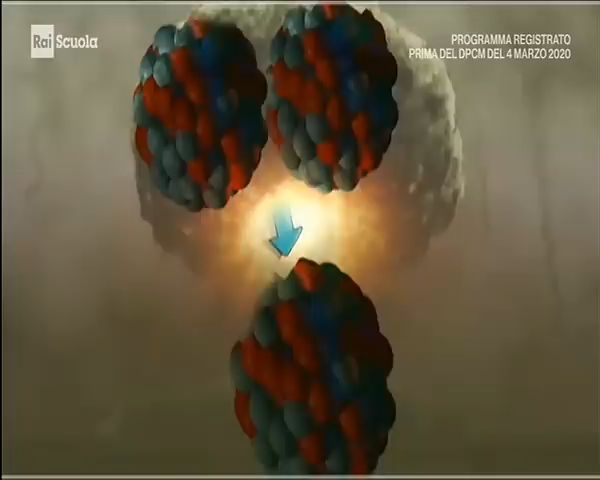 Rai Scuola
PROGRAMMA REGISTRATO
PRIMA DEL DPCM DEL 4 MARZO 2020